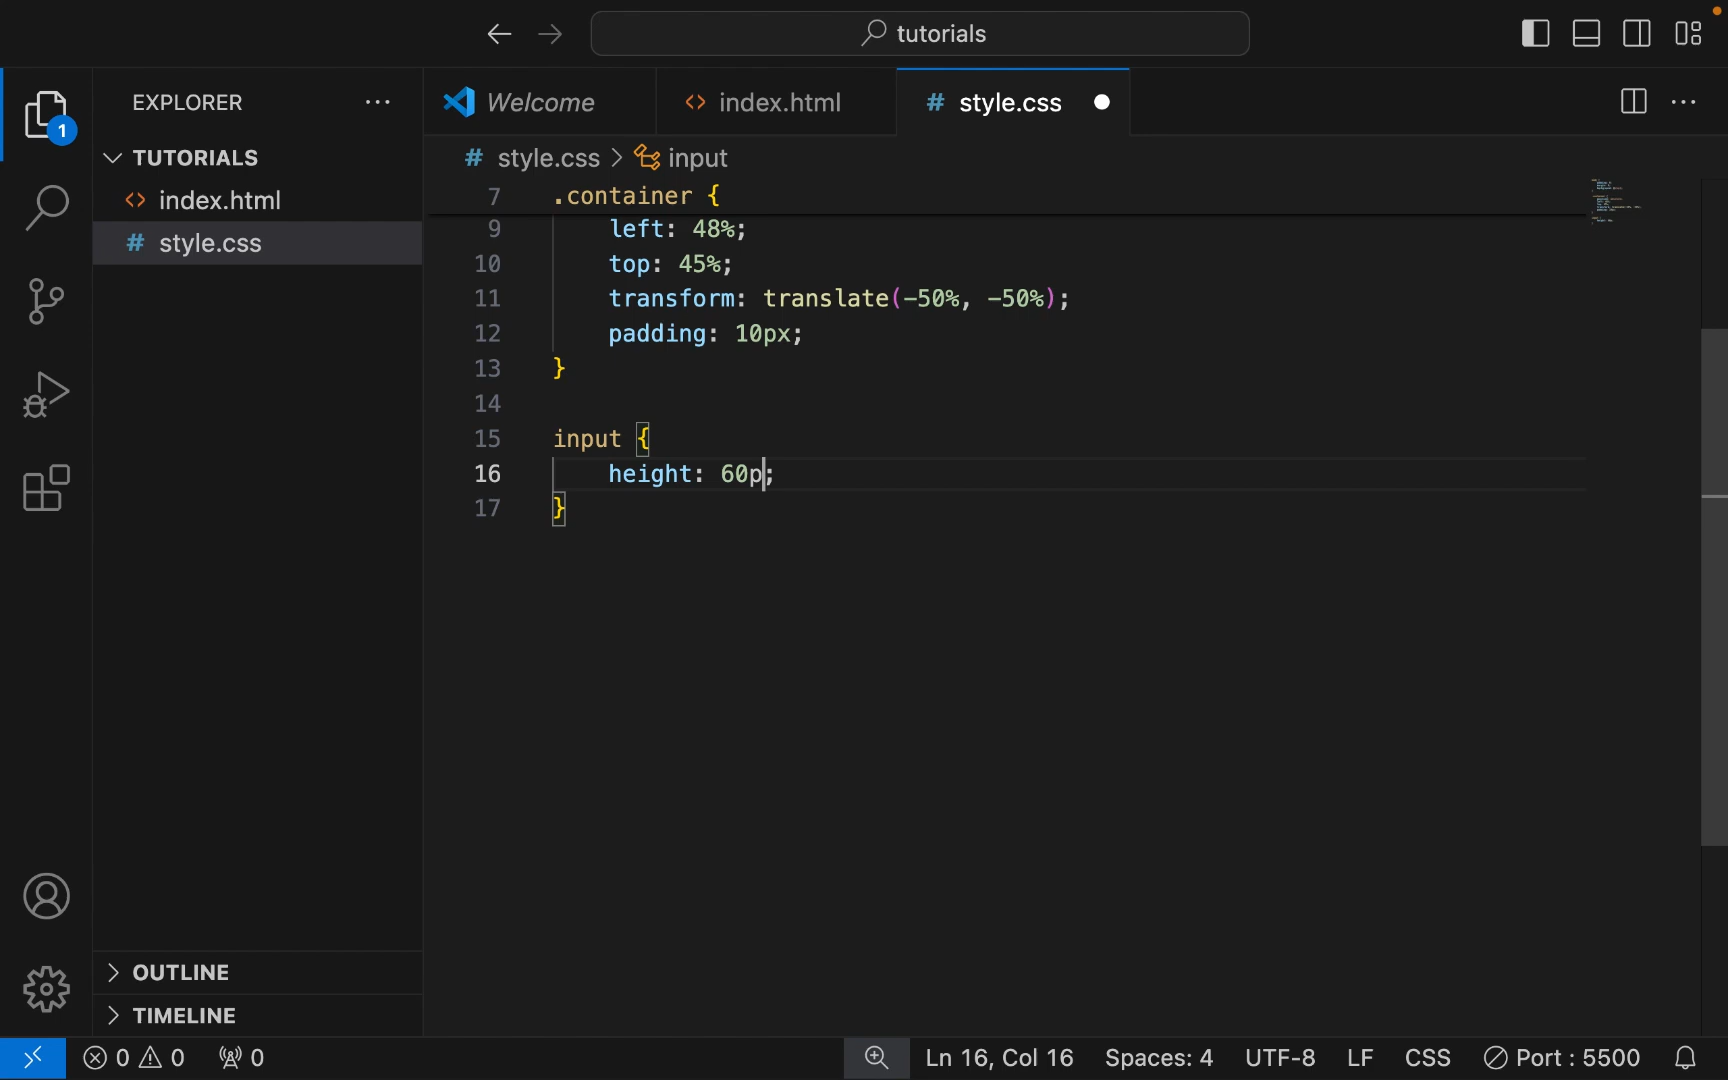 tutorials
EXPLORER
1
TUTORIALS
<> index.html
# style.css
OUTLINE
TIMELINE
Welcome
<> index.html
# style.css
# style.css > input
7 .container {
9 left: 48%;
10 top: 45%;
11 transform: translate(-50%, -50%);
12 padding: 10px;
13 }
14
15 input {
16 height: 60p;
17 }
0 0 0
Ln 16, Col 16 Spaces: 4 UTF-8 LF CSS Port : 5500